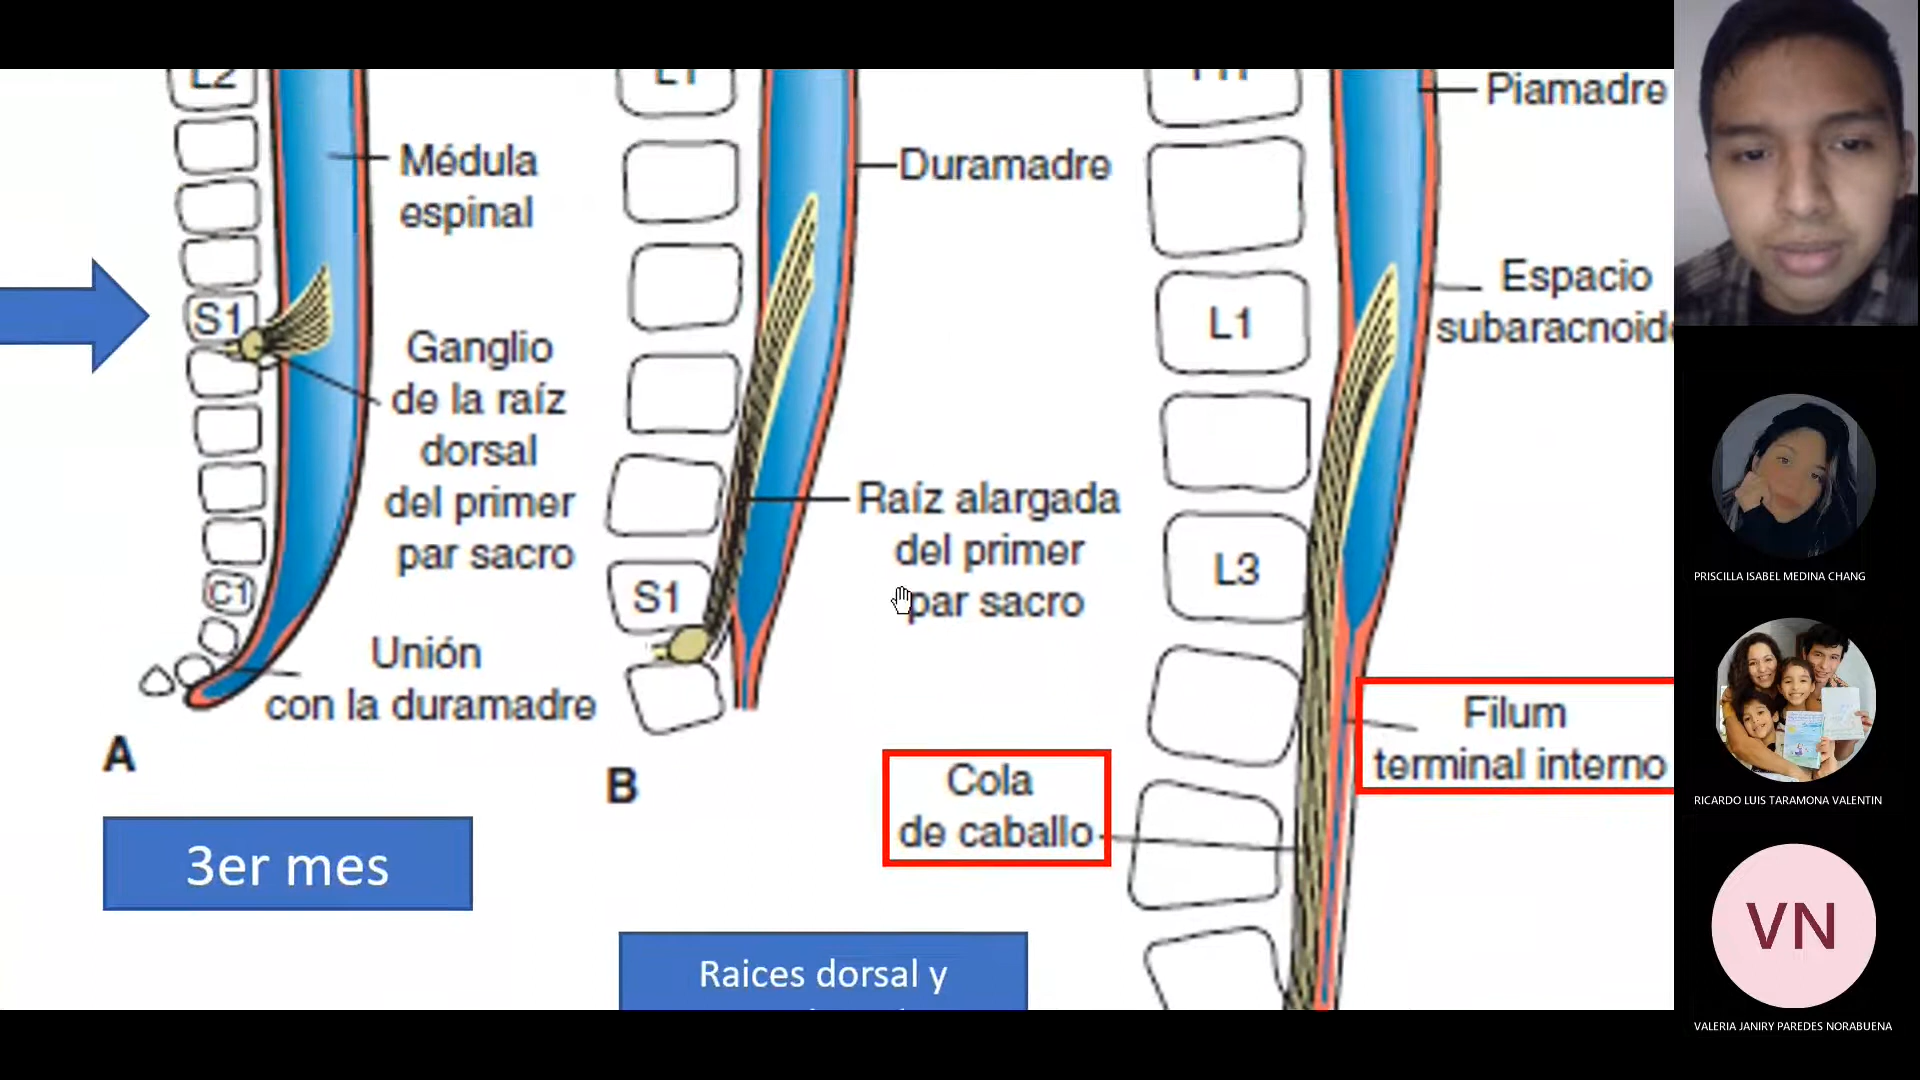 L2
L1
Piamadre
Médula
espinal
Duramadre
Espacio
S1
L1
Ganglio
de la raíz
dorsal
del primer
par sacro
Raíz alargada
del primer
par sacro
L3
C1
S1
Unión
con la duramadre
Filum
terminal interno
Cola
de caballo
A
B
3er mes
Raices dorsal y
PRISCILLA ISABEL MEDINA CHANG
RICARDO LUIS TARAMONA VALENTIN
VN
VALERIA JANIRY PAREDES NORABUENA